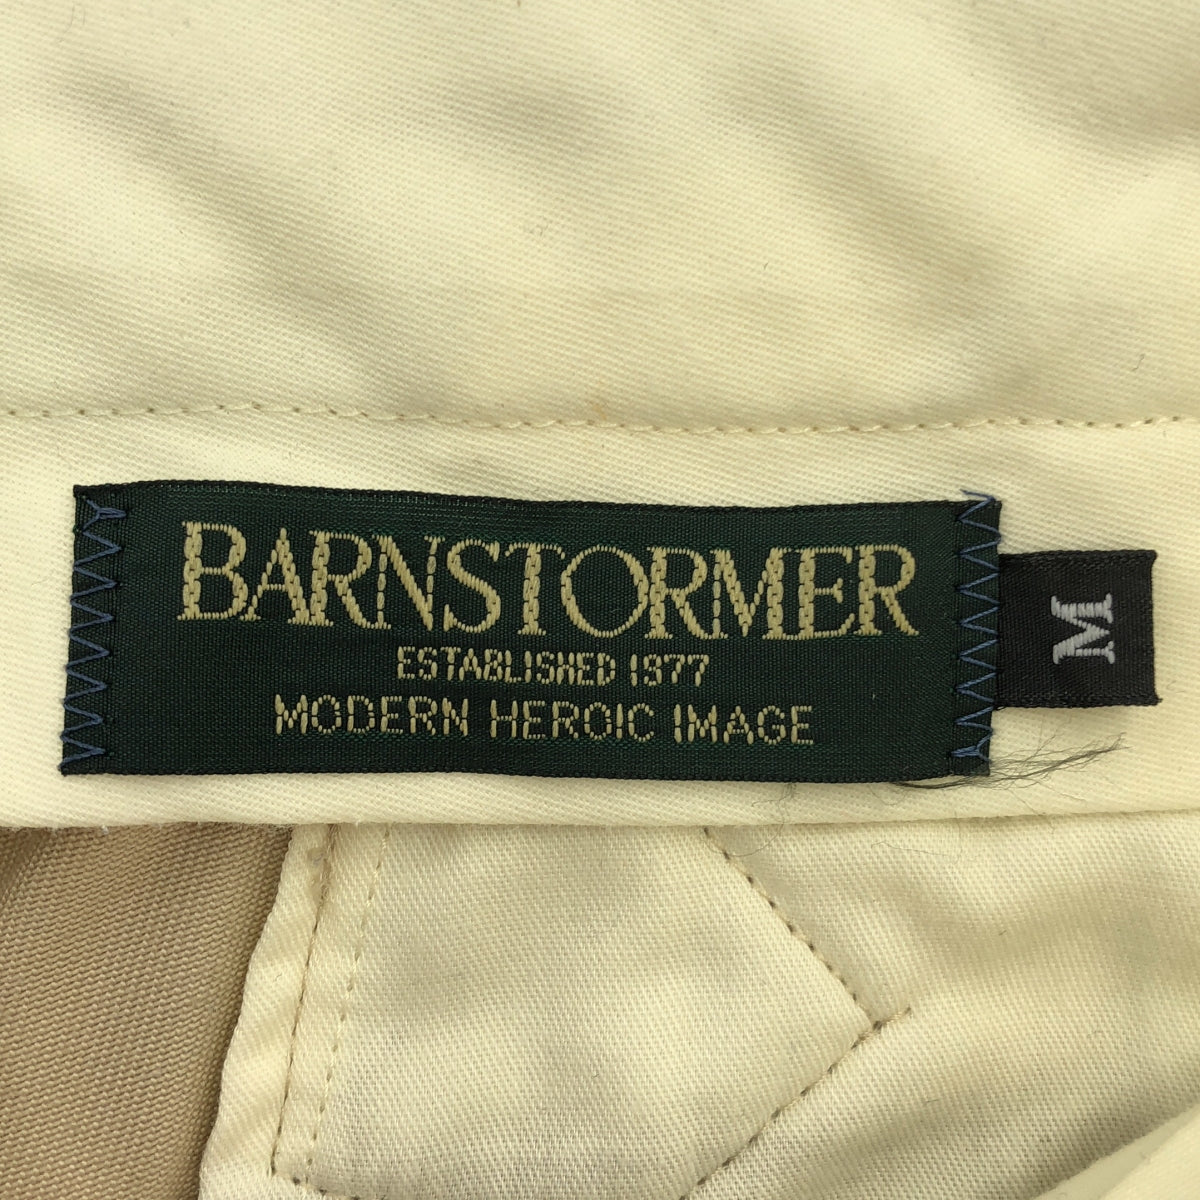 BARNSTORMER
ESTABLISHED 1977
MODERN HEROIC IMAGE
M